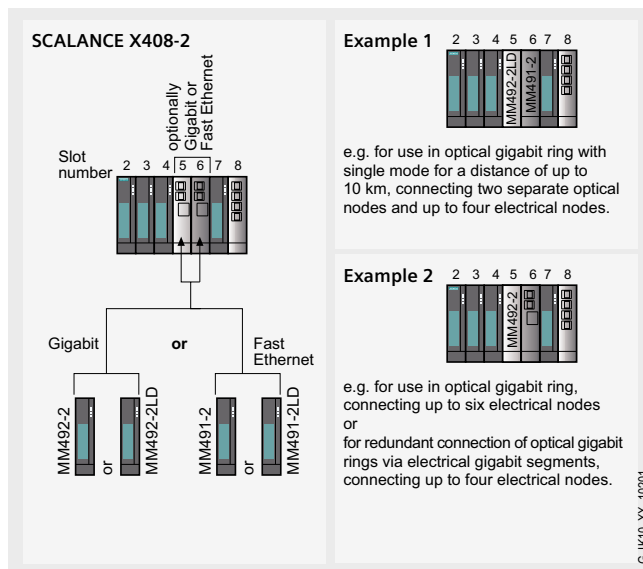 SCALANCE X408-2
optionally
Gigabit or
Fast Ethernet
Slot
number
2 3 4 5 6 7 8
Gigabit
or
Fast
Ethernet
MM492-2
or
MM492-2LD
MM491-2
or
MM491-2LD
Example 1
2 3 4 5 6 7 8
MM492-2LD
MM491-2
e.g. for use in optical gigabit ring with
single mode for a distance of up to
10 km, connecting two separate optical
nodes and up to four electrical nodes.
Example 2
2 3 4 5 6 7 8
MM492-2
e.g. for use in optical gigabit ring,
connecting up to six electrical nodes
or
for redundant connection of optical gigabit
rings via electrical gigabit segments,
connecting up to four electrical nodes.